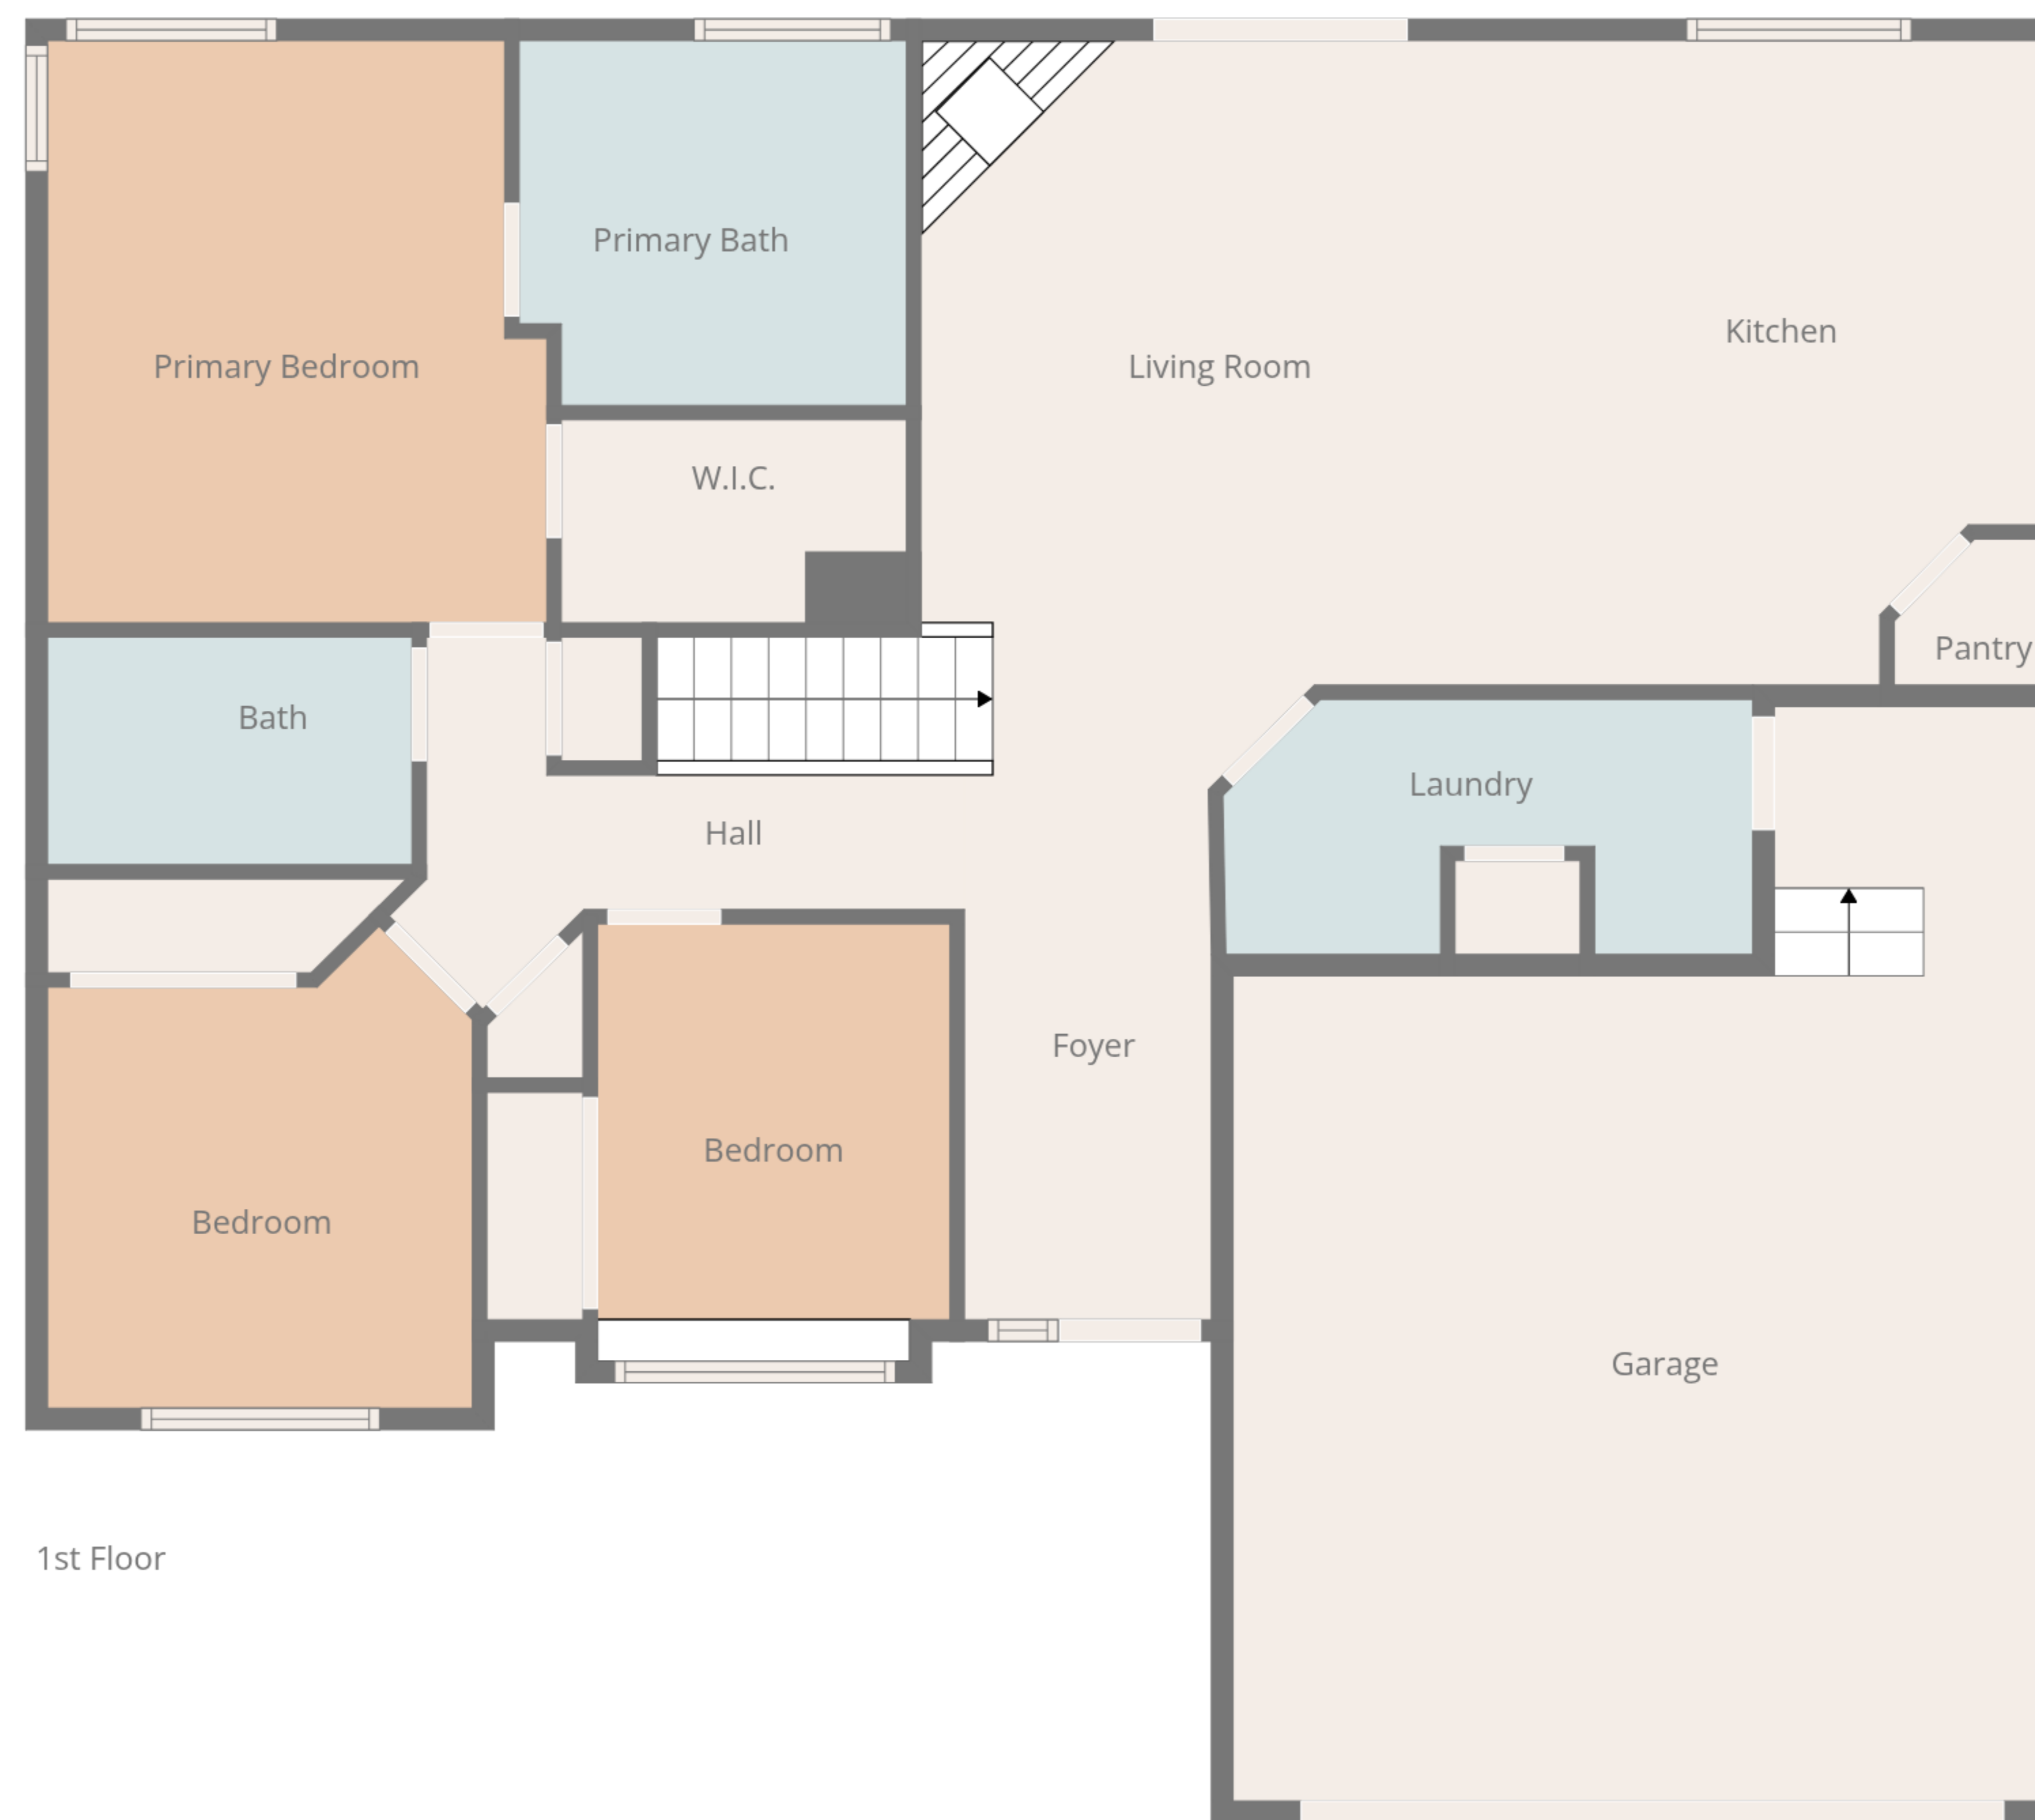 Primary Bath
Kitchen
Primary Bedroom
Living Room
W.I.C.
Pantry
Bath
Laundry
Hall
Foyer
Bedroom
Bedroom
Garage
1st Floor